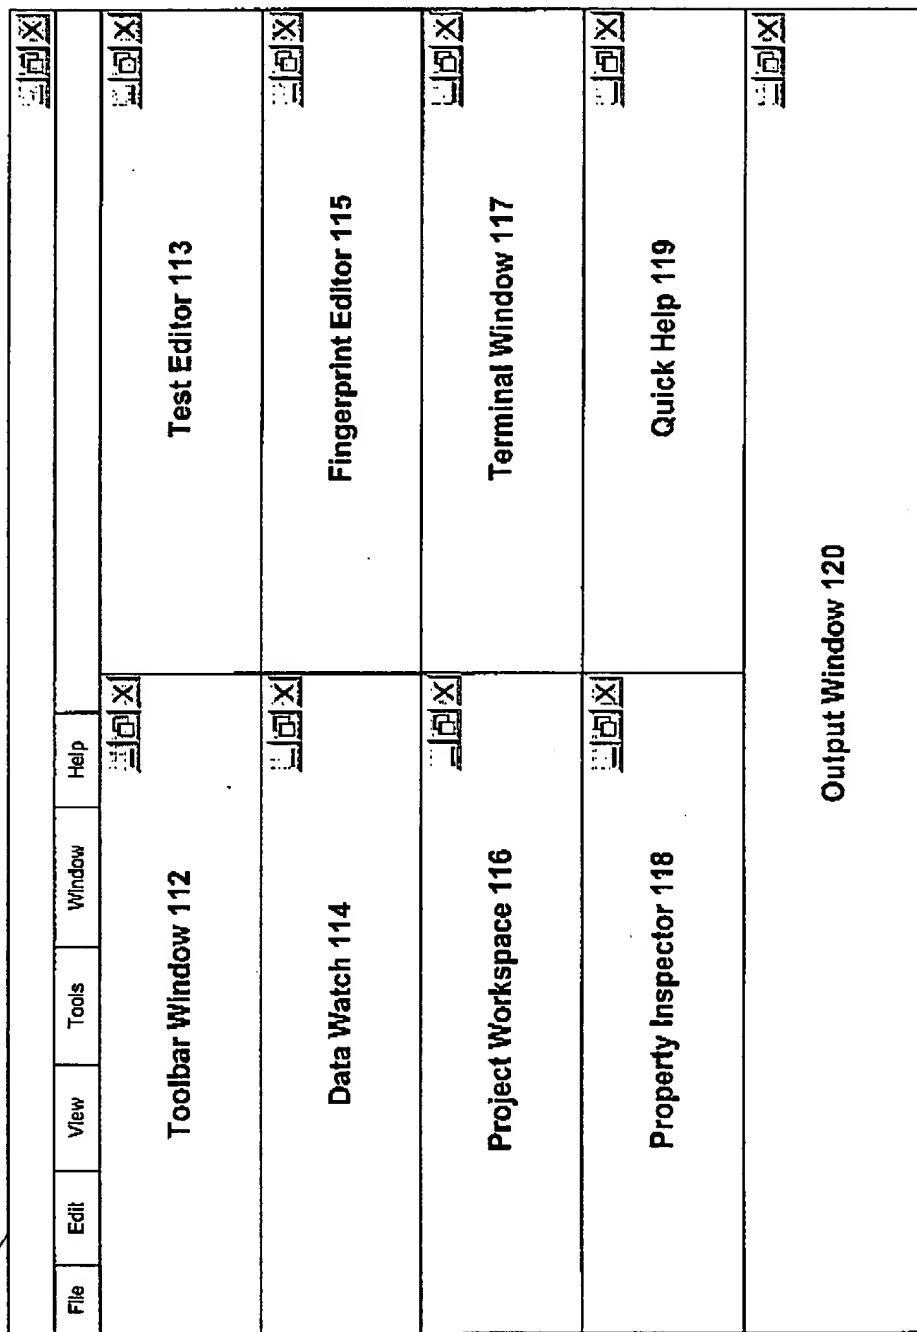 File Edit View Tools Window Help
Toolbar Window 112
Test Editor 113
Data Watch 114
Fingerprint Editor 115
Project Workspace 116
Terminal Window 117
Property Inspector 118
Quick Help 119
Output Window 120